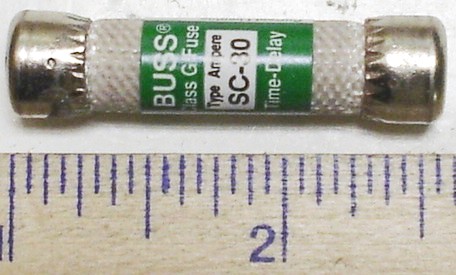 BUSS®
Class G Fuse
Type Ampere
SC-30
Time-Delay
2